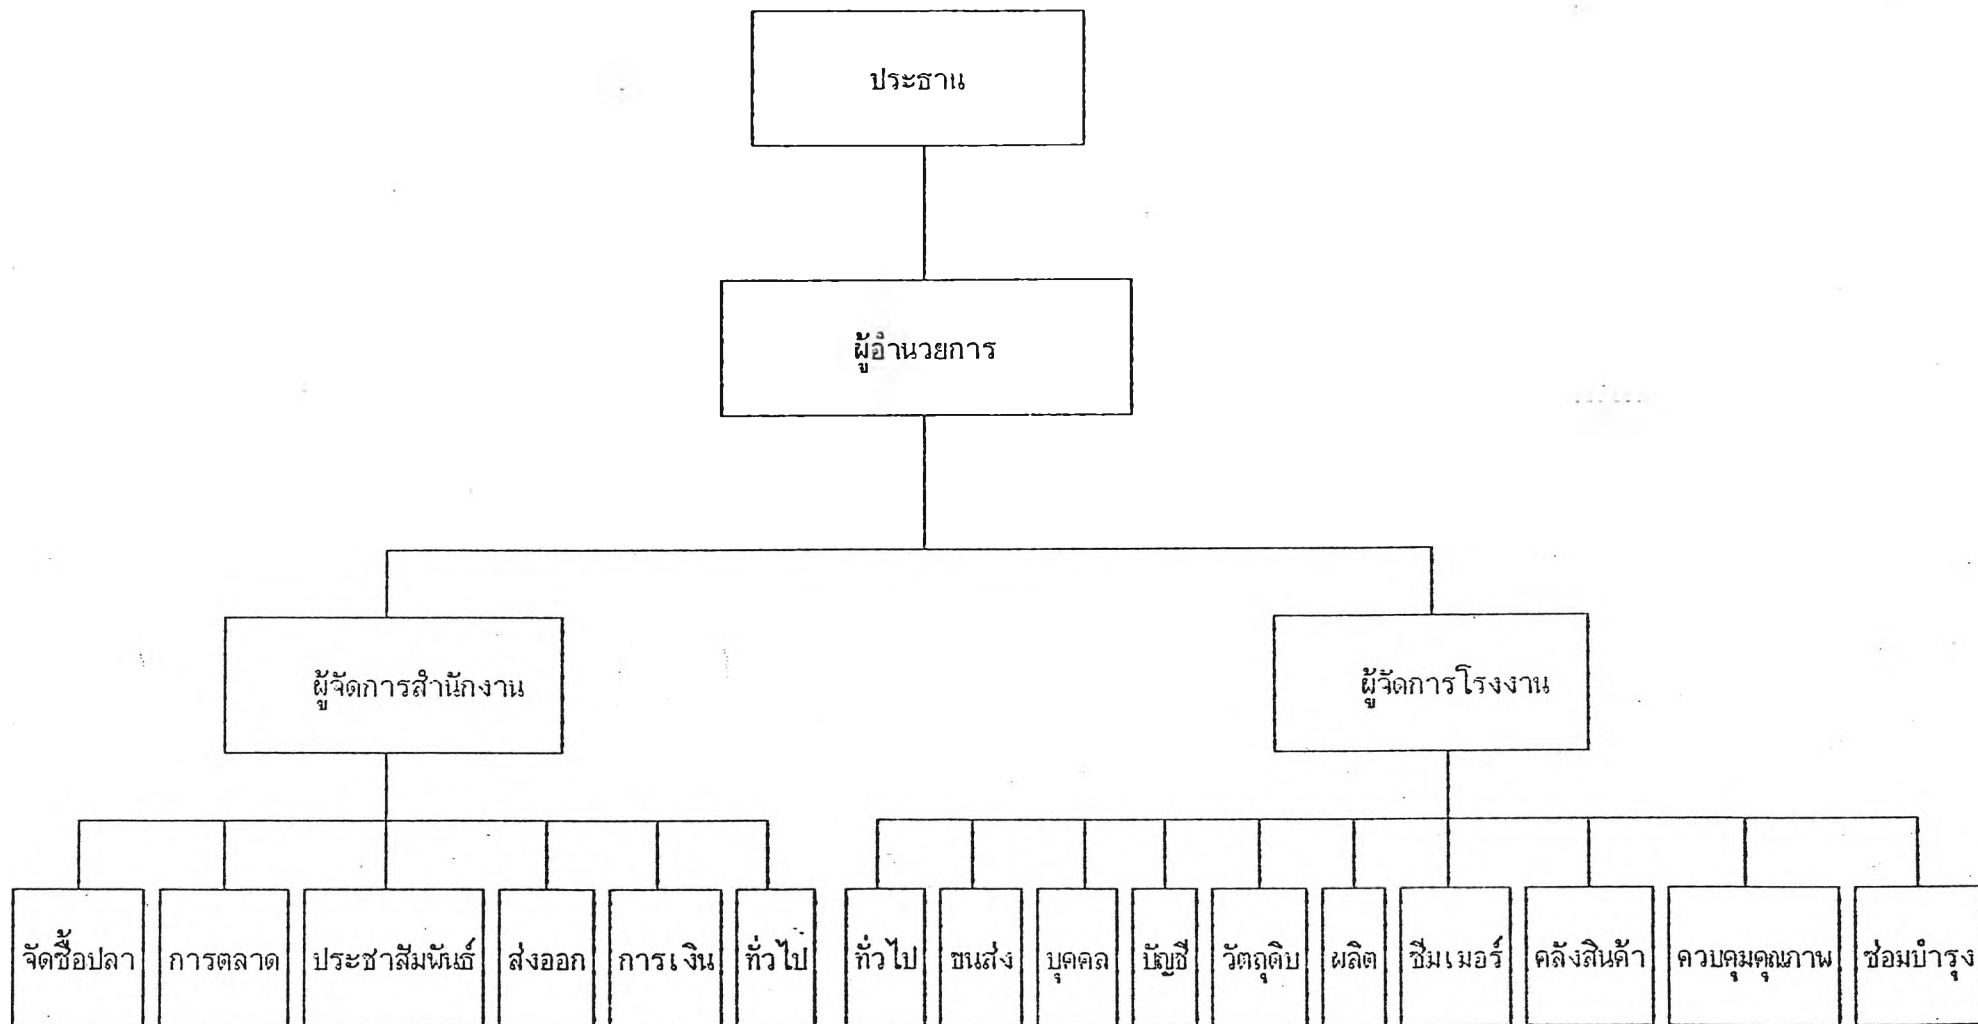 ประธาน
ผู้อำนวยการ
ผู้จัดการสำนักงาน
ผู้จัดการโรงงาน
จัดซื้อปลา
การตลาด
ประชาสัมพันธ์
ส่งออก
การเงิน
ทั่วไป
ทั่วไป
ขนส่ง
บุคคล
บัญชี
วัตถุดิบ
ผลิต
ซีมเมอร์
คลังสินค้า
ควบคุมคุณภาพ
ซ่อมบำรุง